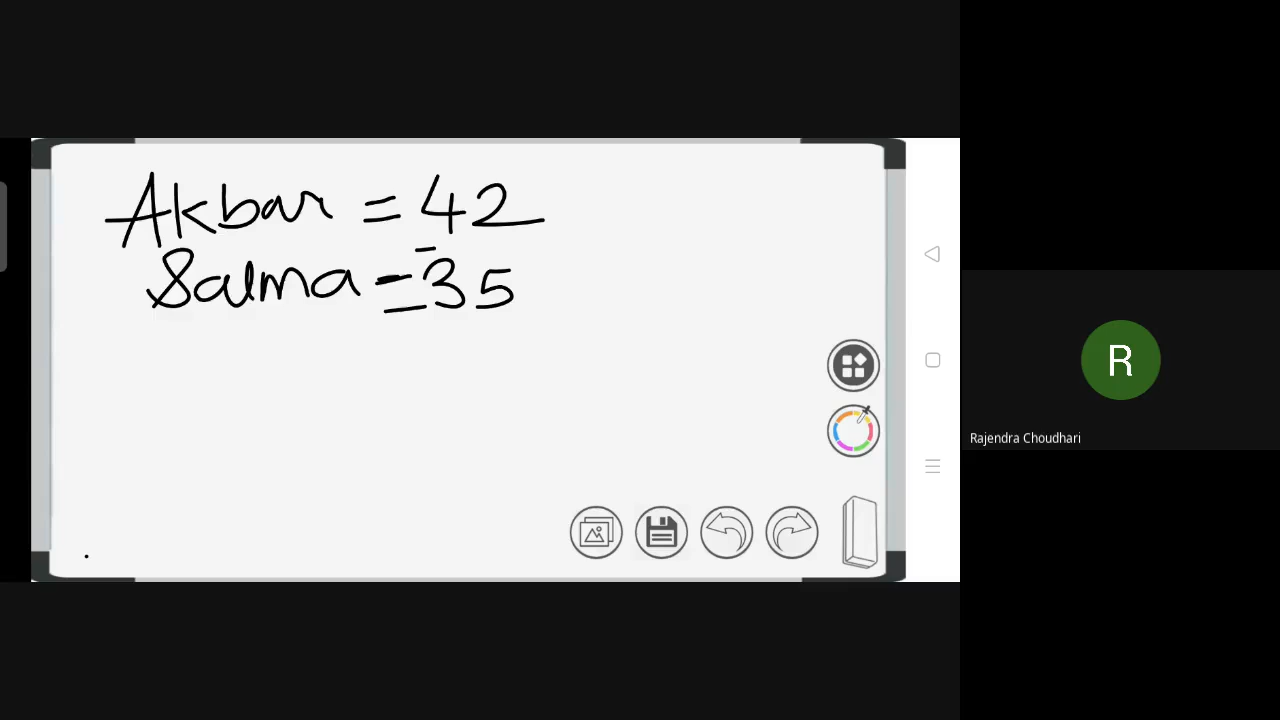 Akbar = 42
Salma = 35
R
Rajendra Choudhari